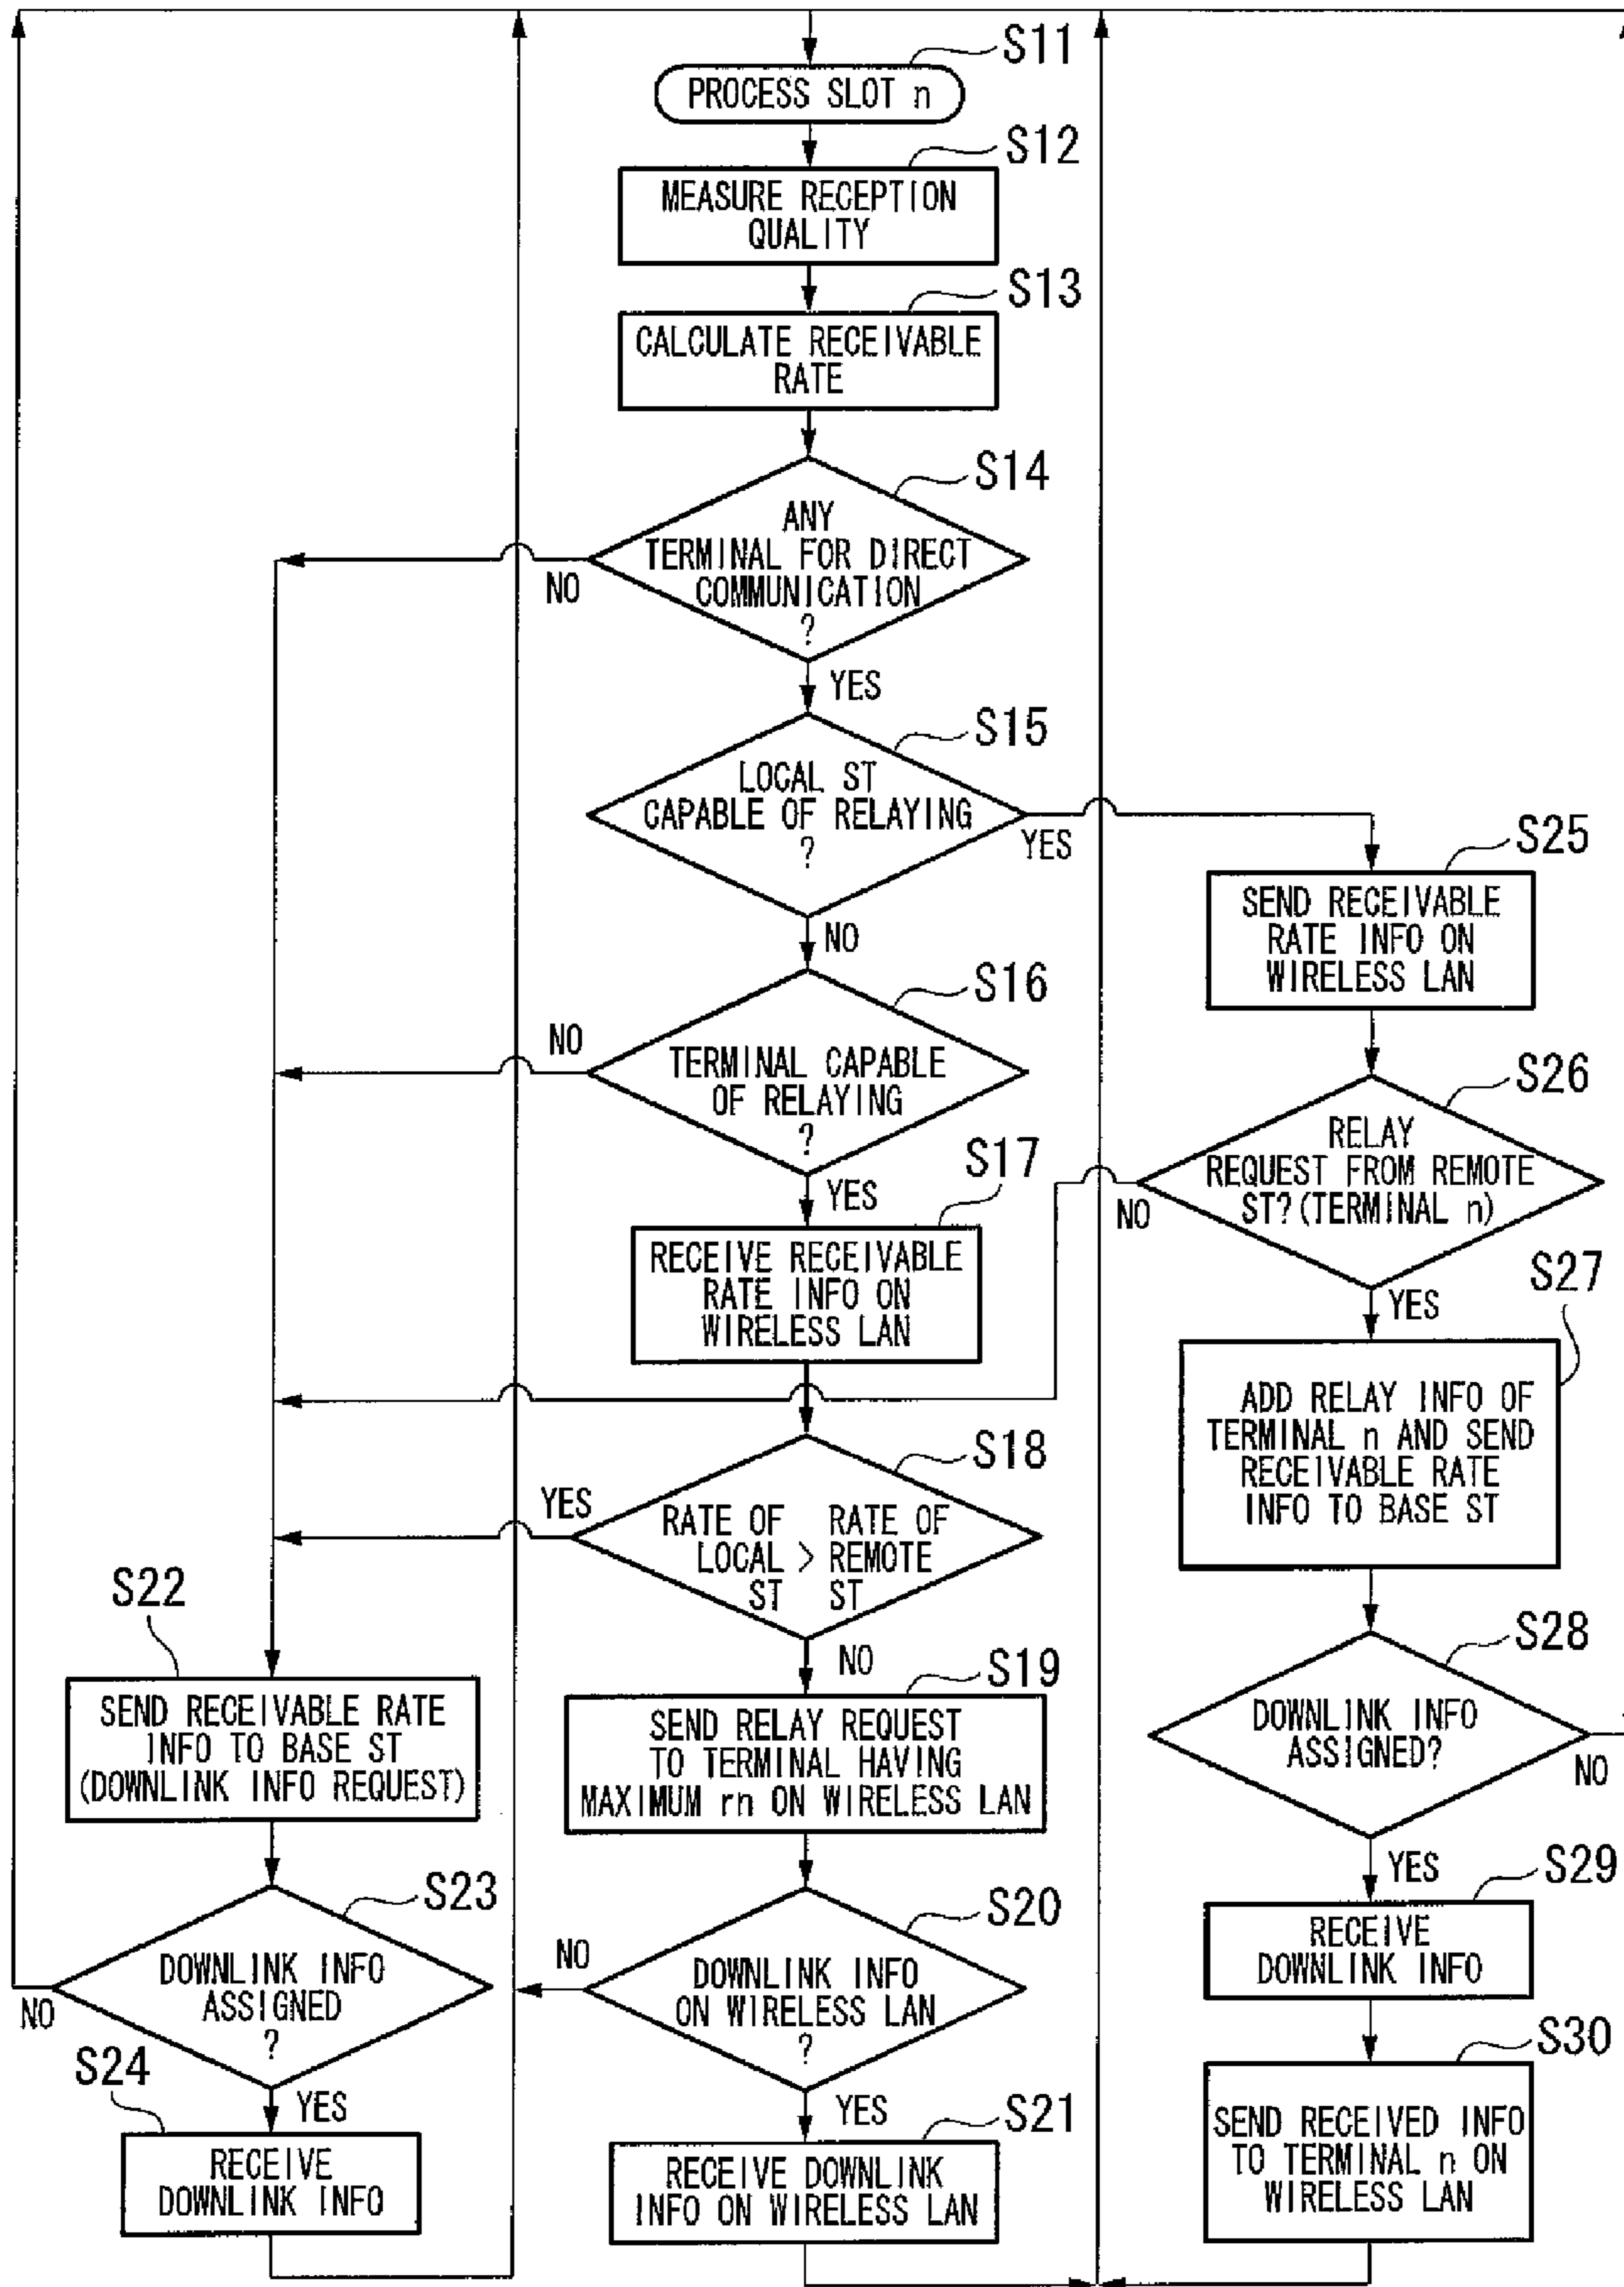 S11
PROCESS SLOT n
S12
MEASURE RECEPTION
QUALITY
S13
CALCULATE RECEIVABLE
RATE
S14
ANY
TERMINAL FOR DIRECT
COMMUNICATION
?
NO
YES
S15
LOCAL ST
CAPABLE OF RELAYING
?
YES
NO
S16
TERMINAL CAPABLE
OF RELAYING
?
NO
YES
S17
RECEIVE RECEIVABLE
RATE INFO ON
WIRELESS LAN
S18
RATE OF RATE OF
LOCAL > REMOTE
ST ST
YES
NO
S19
SEND RELAY REQUEST
TO TERMINAL HAVING
MAXIMUM rn ON WIRELESS LAN
S20
DOWNLINK INFO
ON WIRELESS LAN
?
NO
YES
S21
RECEIVE DOWNLINK
INFO ON WIRELESS LAN
S22
SEND RECEIVABLE RATE
INFO TO BASE ST
(DOWNLINK INFO REQUEST)
S23
DOWNLINK INFO
ASSIGNED
?
NO
YES
S24
RECEIVE
DOWNLINK INFO
S25
SEND RECEIVABLE
RATE INFO ON
WIRELESS LAN
S26
RELAY
REQUEST FROM REMOTE
ST?(TERMINAL n)
NO
YES
S27
ADD RELAY INFO OF
TERMINAL n AND SEND
RECEIVABLE RATE
INFO TO BASE ST
S28
DOWNLINK INFO
ASSIGNED?
NO
YES
S29
RECEIVE
DOWNLINK INFO
S30
SEND RECEIVED INFO
TO TERMINAL n ON
WIRELESS LAN